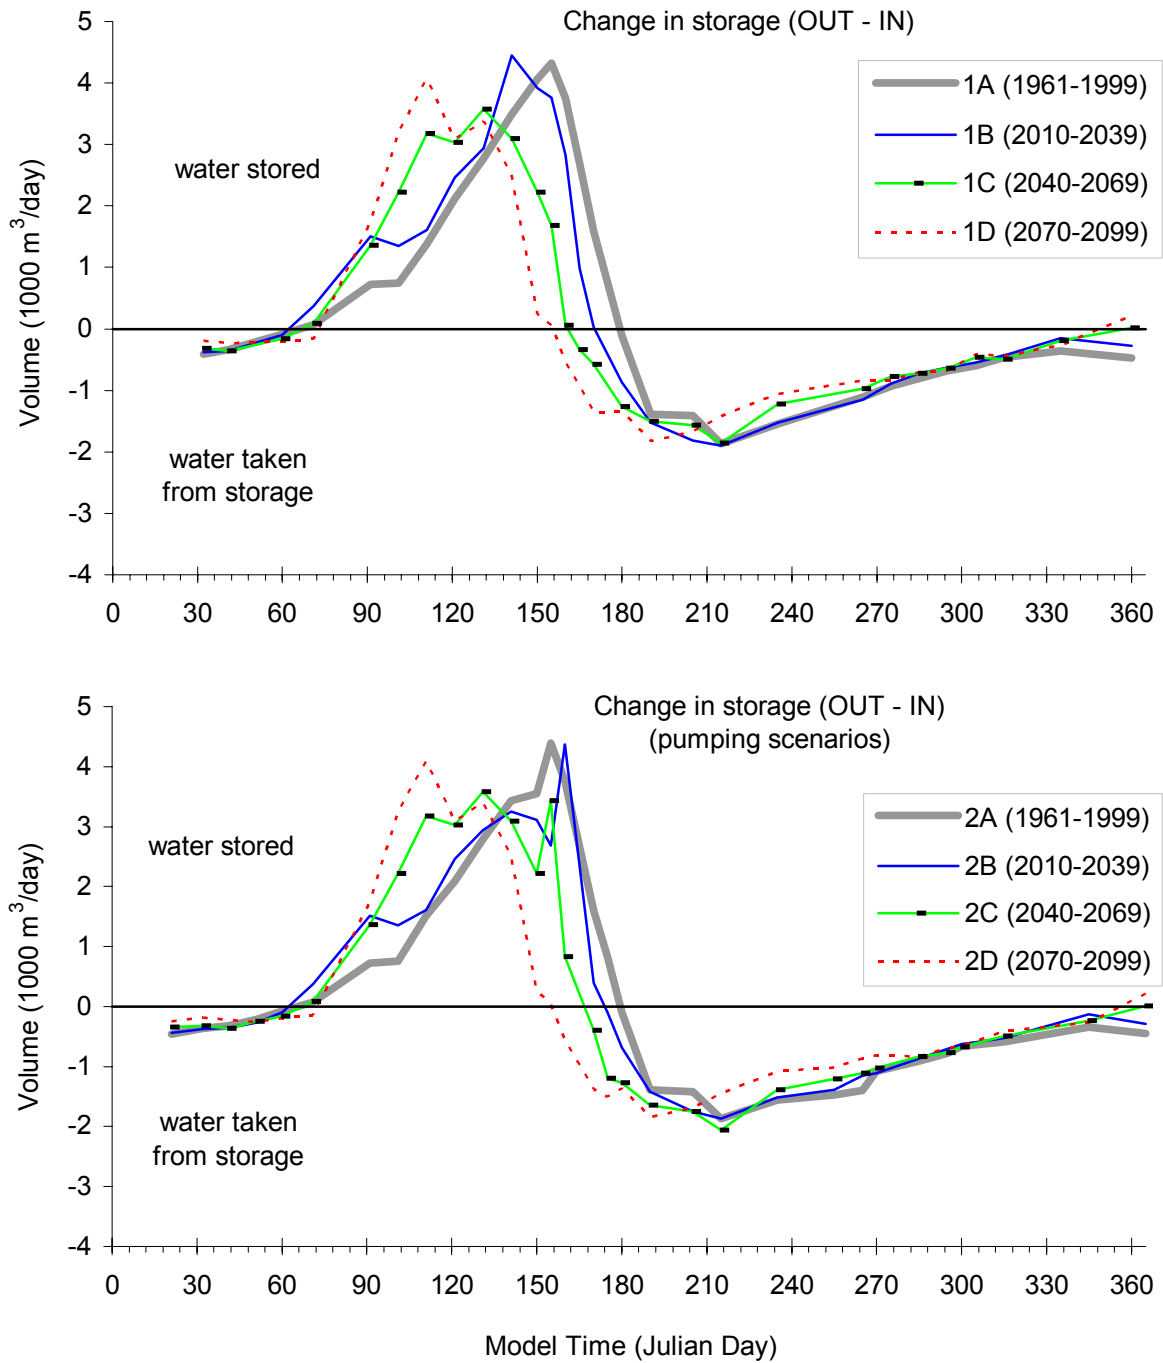 Change in storage (OUT - IN)
5
4
3
2
1
0
-1
-2
-3
-4
Volume (1000 m³/day)
water stored
water taken
from storage
1A (1961-1999)
1B (2010-2039)
1C (2040-2069)
1D (2070-2099)
0 30 60 90 120 150 180 210 240 270 300 330 360
Change in storage (OUT - IN)
(pumping scenarios)
5
4
3
2
1
0
-1
-2
-3
-4
Volume (1000 m³/day)
water stored
water taken
from storage
2A (1961-1999)
2B (2010-2039)
2C (2040-2069)
2D (2070-2099)
0 30 60 90 120 150 180 210 240 270 300 330 360
Model Time (Julian Day)